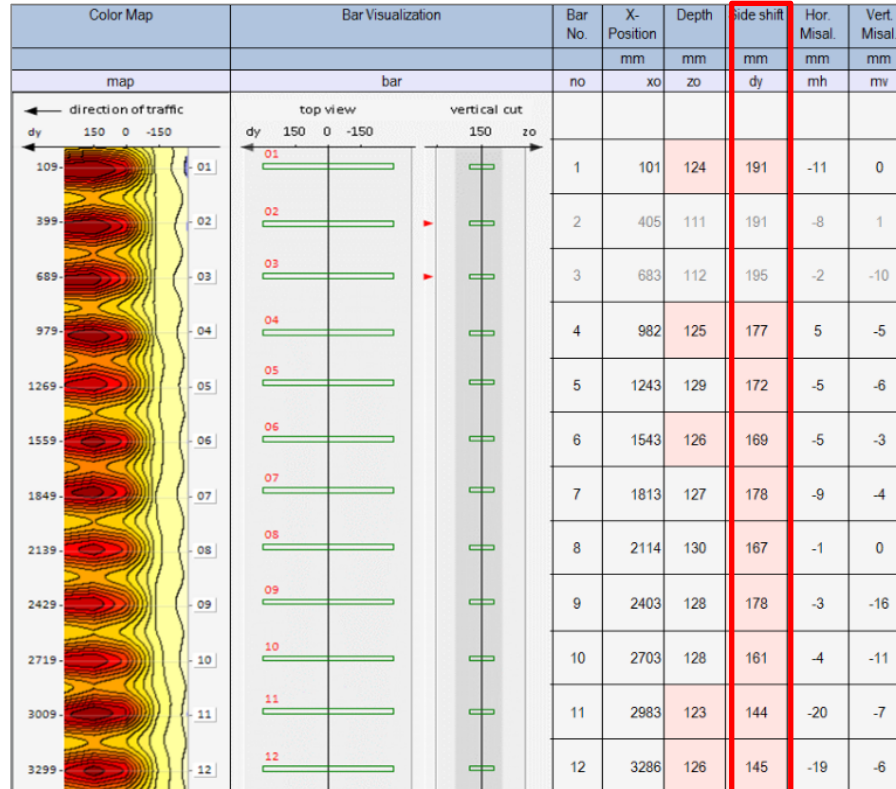 Color Map Bar Visualization Bar No. X-Position Depth Side shift Hor. Misal. Vert. Misal.
mm mm mm mm mm
map bar no xo zo dy mh mv
direction of traffic top view vertical cut
dy 150 0 -150 dy 150 0 -150 150 zo
109 01 01 1 101 124 191 -11 0
399 02 02 2 405 111 191 -8 1
689 03 03 3 683 112 195 -2 -10
979 04 04 4 982 125 177 5 -5
1269 05 05 5 1243 129 172 -5 -6
1559 06 06 6 1543 126 169 -5 -3
1849 07 07 7 1813 127 178 -9 -4
2139 08 08 8 2114 130 167 -1 0
2429 09 09 9 2403 128 178 -3 -16
2719 10 10 10 2703 128 161 -4 -11
3009 11 11 11 2983 123 144 -20 -7
3299 12 12 12 3286 126 145 -19 -6